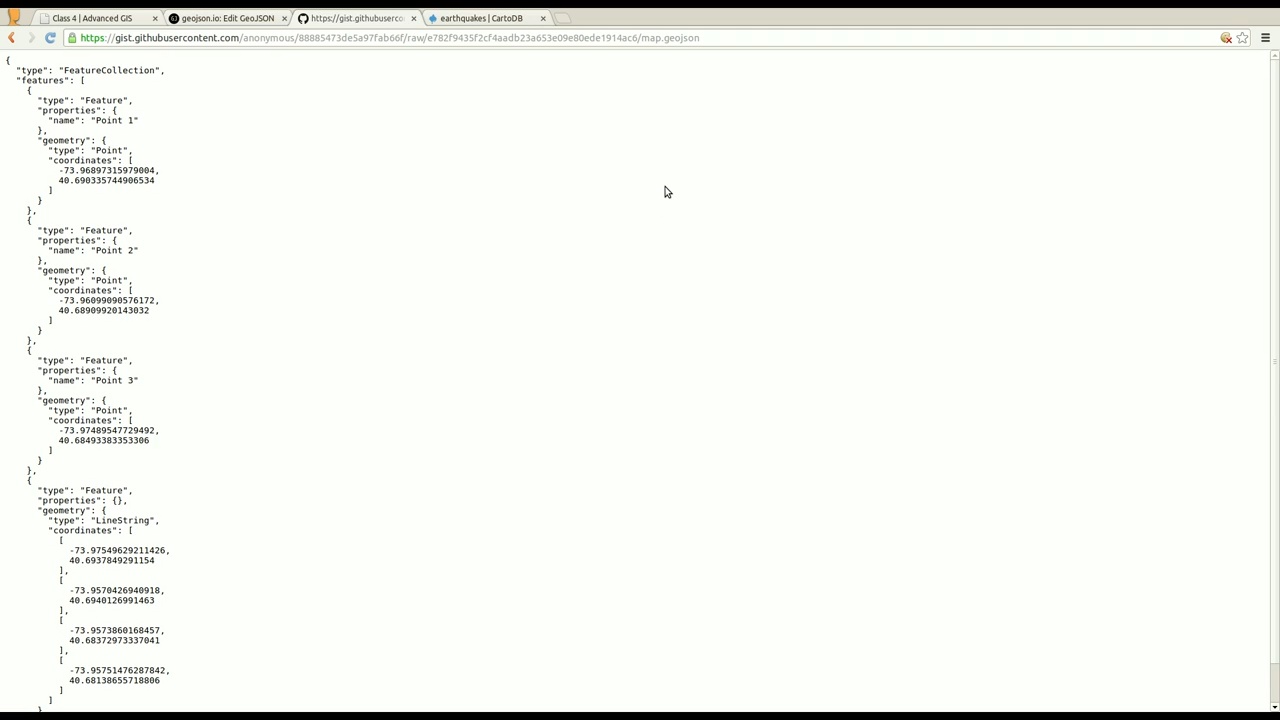 Class 4 | Advanced GIS
geojson.io: Edit GeoJSON
https://gist.githubuserco
earthquakes | CartoDB
https://gist.githubusercontent.com/anonymous/88885473de5a97fab66f/raw/e782f9435f2cf4aadb23a653e09e80ede1914ac6/map.geojson
{
"type": "FeatureCollection",
"features": [
{
"type": "Feature",
"properties": {
"name": "Point 1"
},
"geometry": {
"type": "Point",
"coordinates": [
-73.96897315979004,
40.690335744906534
]
}
},
{
"type": "Feature",
"properties": {
"name": "Point 2"
},
"geometry": {
"type": "Point",
"coordinates": [
-73.96099090576172,
40.68909920143032
]
}
},
{
"type": "Feature",
"properties": {
"name": "Point 3"
},
"geometry": {
"type": "Point",
"coordinates": [
-73.97489547729492,
40.68493383353306
]
}
},
{
"type": "Feature",
"properties": {},
"geometry": {
"type": "LineString",
"coordinates": [
[
-73.97549629211426,
40.6937849291154
],
[
-73.9570426940918,
40.6940126991463
],
[
-73.9573860168457,
40.68372973337041
],
[
-73.95751476287842,
40.68138655718806
]
]
}